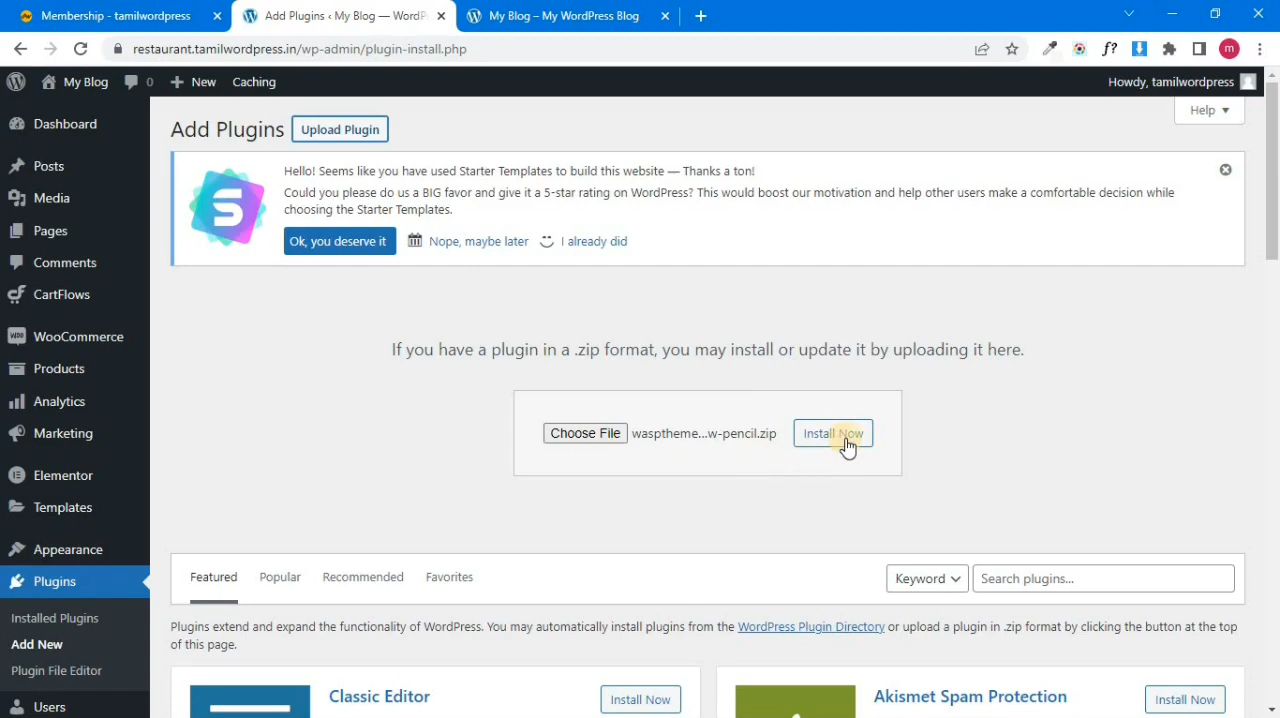 Membership - tamilwordpress
Add Plugins ‹ My Blog — WordP
My Blog – My WordPress Blog
restaurant.tamilwordpress.in/wp-admin/plugin-install.php
f?
m
My Blog
0
New
Caching
Howdy, tamilwordpress
Help
Dashboard
Posts
Media
Pages
Comments
CartFlows
WooCommerce
Products
Analytics
Marketing
Elementor
Templates
Appearance
Plugins
Installed Plugins
Add New
Plugin File Editor
Users
Add Plugins
Upload Plugin
Hello! Seems like you have used Starter Templates to build this website — Thanks a ton!
Could you please do us a BIG favor and give it a 5-star rating on WordPress? This would boost our motivation and help other users make a comfortable decision while
choosing the Starter Templates.
Ok, you deserve it
Nope, maybe later
I already did
If you have a plugin in a .zip format, you may install or update it by uploading it here.
Choose File
wasptheme...w-pencil.zip
Install Now
Featured
Popular
Recommended
Favorites
Keyword
Search plugins...
Plugins extend and expand the functionality of WordPress. You may automatically install plugins from the WordPress Plugin Directory or upload a plugin in .zip format by clicking the button at the top
of this page.
Classic Editor
Install Now
Akismet Spam Protection
Install Now